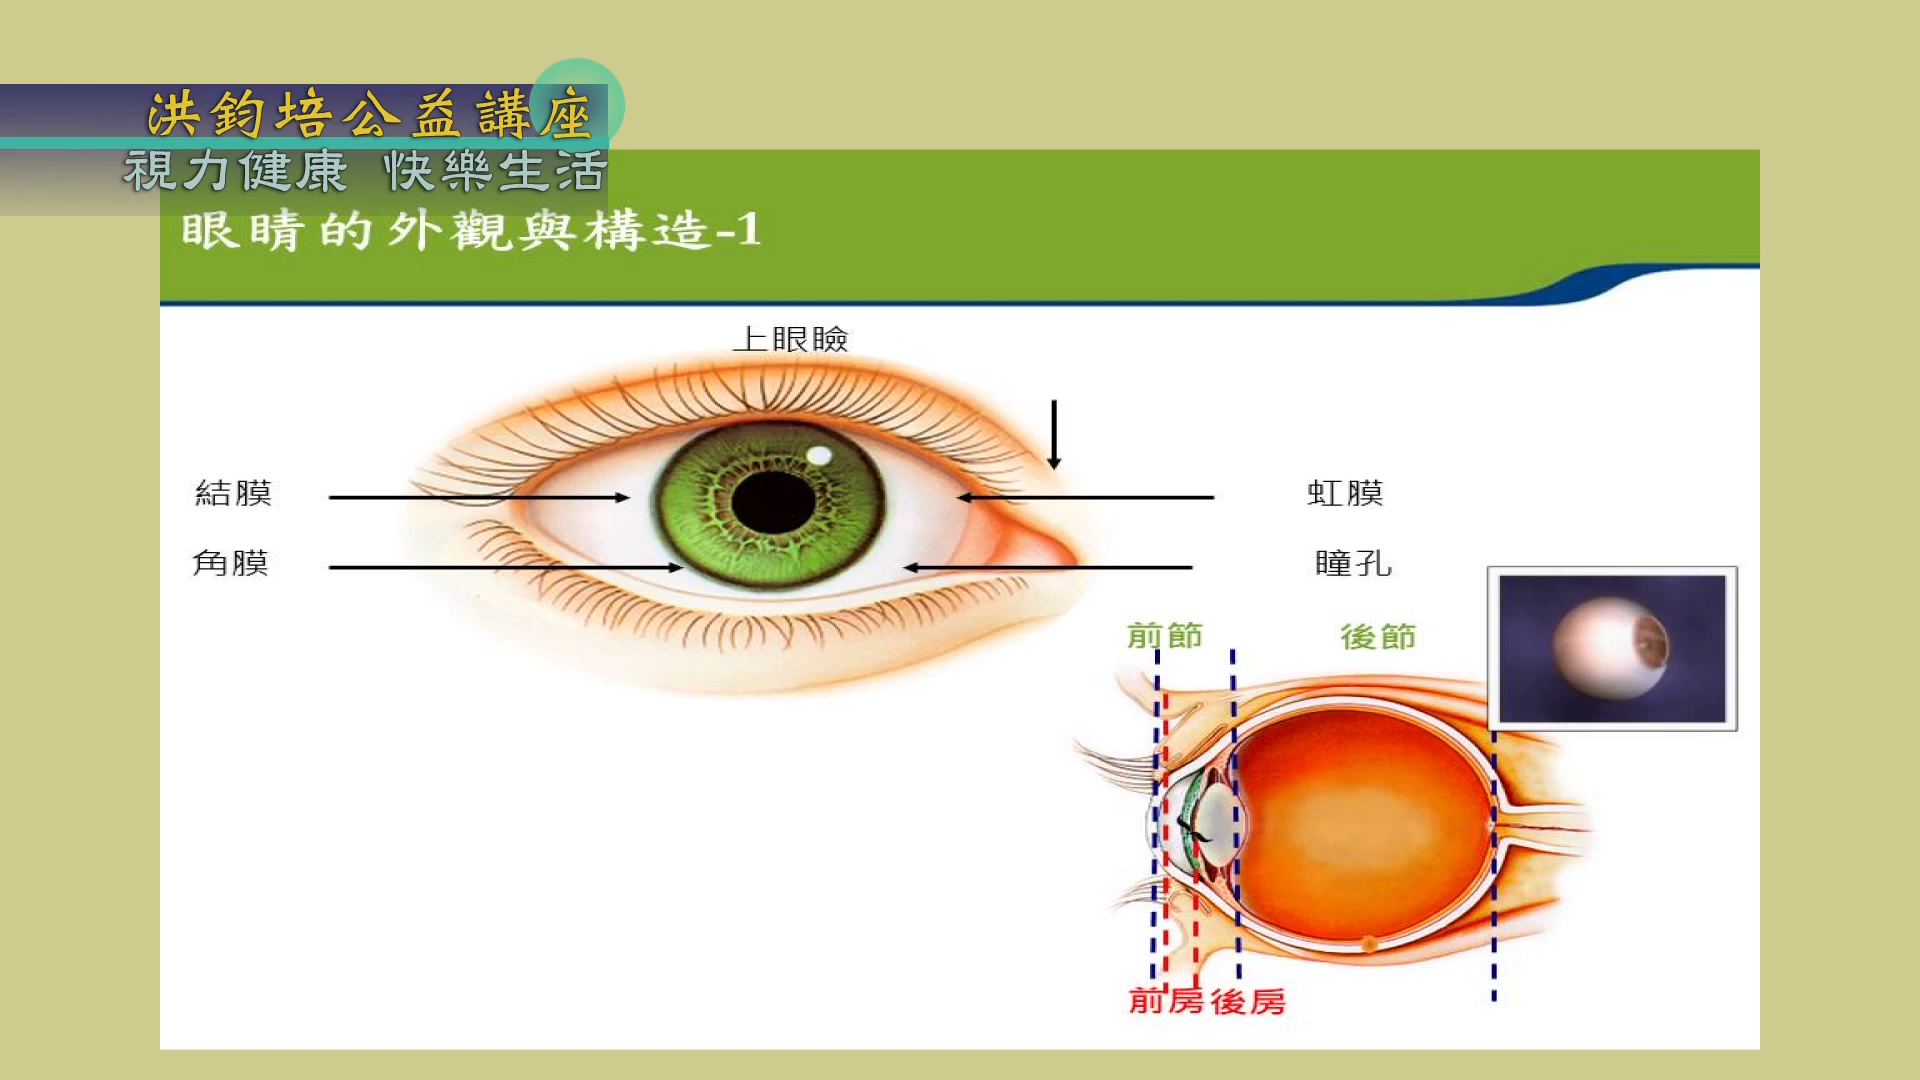 洪鈞培公益講座
視力健康 快樂生活
眼睛的外觀與構造-1
上眼瞼
結膜
虹膜
角膜
瞳孔
前節
後節
前房
後房